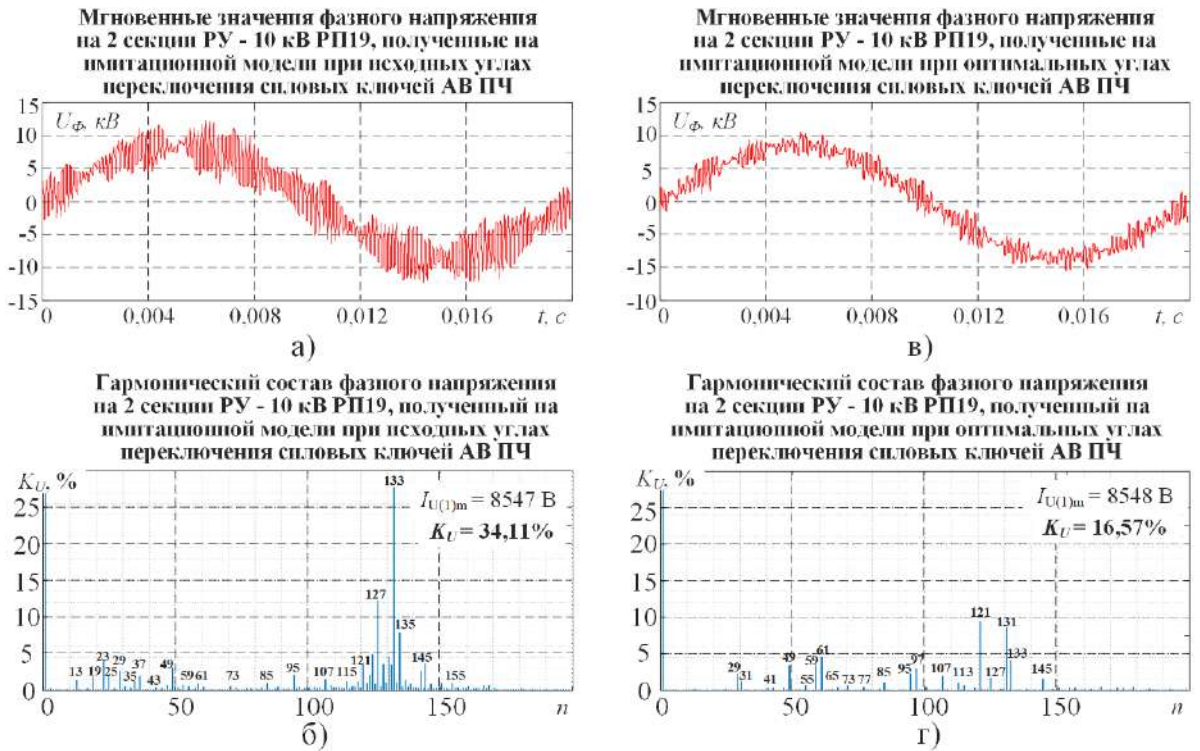 Мгновенные значения фазного напряжения
на 2 секции РУ - 10 кВ РП19, полученные на
имитационной модели при исходных углах
переключения силовых ключей АВ ПЧ
15
10
5
0
-5
-10
-15
U_Ф, кВ
0
0,004
0,008
0,012
0,016
t, с
а)
Мгновенные значения фазного напряжения
на 2 секции РУ - 10 кВ РП19, полученные на
имитационной модели при оптимальных углах
переключения силовых ключей АВ ПЧ
15
10
5
0
-5
-10
U_Ф, кВ
0
0,004
0,008
0,012
0,016
t, с
в)
Гармонический состав фазного напряжения
на 2 секции РУ - 10 кВ РП19, полученный на
имитационной модели при исходных углах
переключения силовых ключей АВ ПЧ
K_U, %
25
20
15
10
5
0
I_U(1)m = 8547 В
K_U = 34,11%
13
19
23
25
29
35
37
43
49
59
61
73
85
95
107
115
121
127
133
135
145
155
0
50
100
150
n
б)
Гармонический состав фазного напряжения
на 2 секции РУ - 10 кВ РП19, полученный на
имитационной модели при оптимальных углах
переключения силовых ключей АВ ПЧ
K_U, %
25
20
15
10
5
0
I_U(1)m = 8548 В
K_U = 16,57%
29
31
41
49
55
59
61
65
73
77
85
95
97
107
113
121
127
131
133
145
0
50
100
150
n
г)